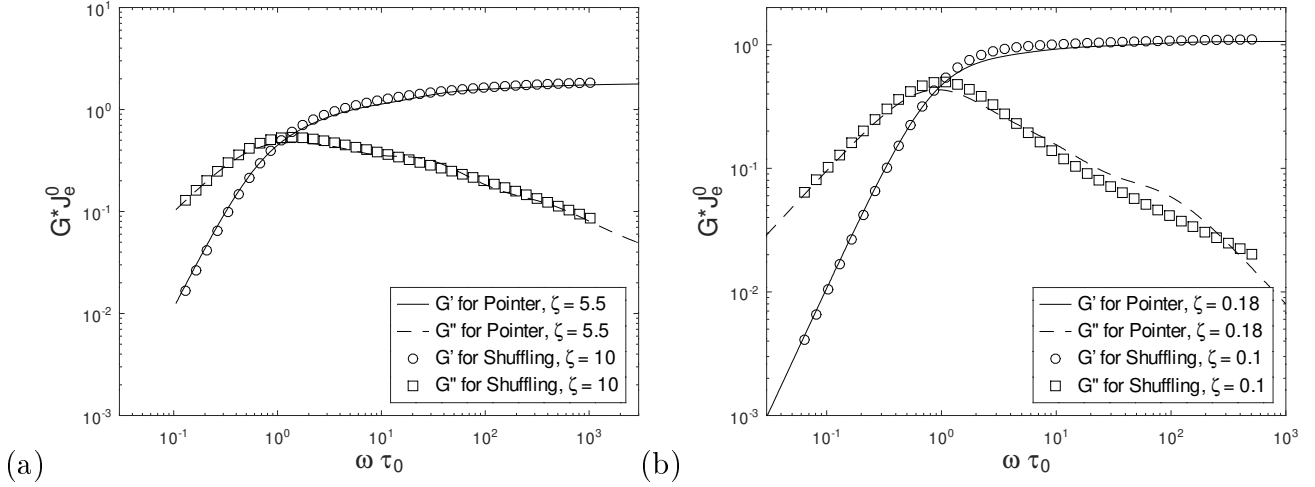 10^1
10^0
10^-1
10^-2
10^-3
G*J_e^0
10^-1
10^0
10^1
10^2
10^3
ω τ_0
G' for Pointer, ζ = 5.5
G" for Pointer, ζ = 5.5
G' for Shuffling, ζ = 10
G" for Shuffling, ζ = 10
(a)
10^0
10^-1
10^-2
10^-3
G*J_e^0
10^-1
10^0
10^1
10^2
10^3
ω τ_0
G' for Pointer, ζ = 0.18
G" for Pointer, ζ = 0.18
G' for Shuffling, ζ = 0.1
G" for Shuffling, ζ = 0.1
(b)